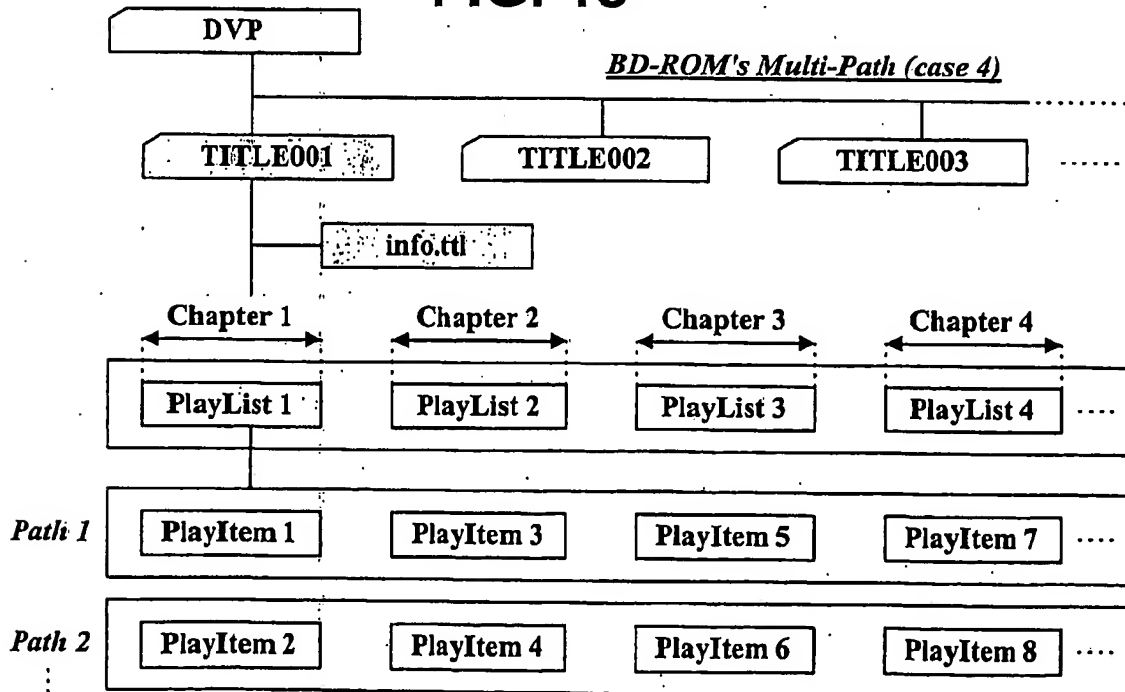 DVP
BD-ROM's Multi-Path (case 4)
TITLE001 TITLE002 TITLE003
info.ttl
Chapter 1 Chapter 2 Chapter 3 Chapter 4
PlayList 1 PlayList 2 PlayList 3 PlayList 4
Path 1 PlayItem 1 PlayItem 3 PlayItem 5 PlayItem 7
Path 2 PlayItem 2 PlayItem 4 PlayItem 6 PlayItem 8